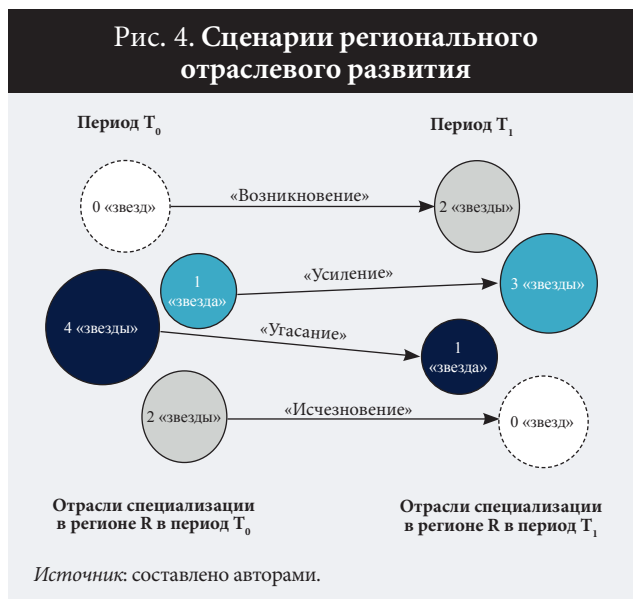 Рис. 4. Сценарии регионального
отраслевого развития
Период T0
Период T1
0 «звезд»
«Возникновение»
2 «звезды»
1
«звезда»
«Усиление»
3 «звезды»
4 «звезды»
«Угасание»
1
«звезда»
2 «звезды»
«Исчезновение»
0 «звезд»
Отрасли специализации
в регионе R в период T0
Отрасли специализации
в регионе R в период T1
Источник: составлено авторами.